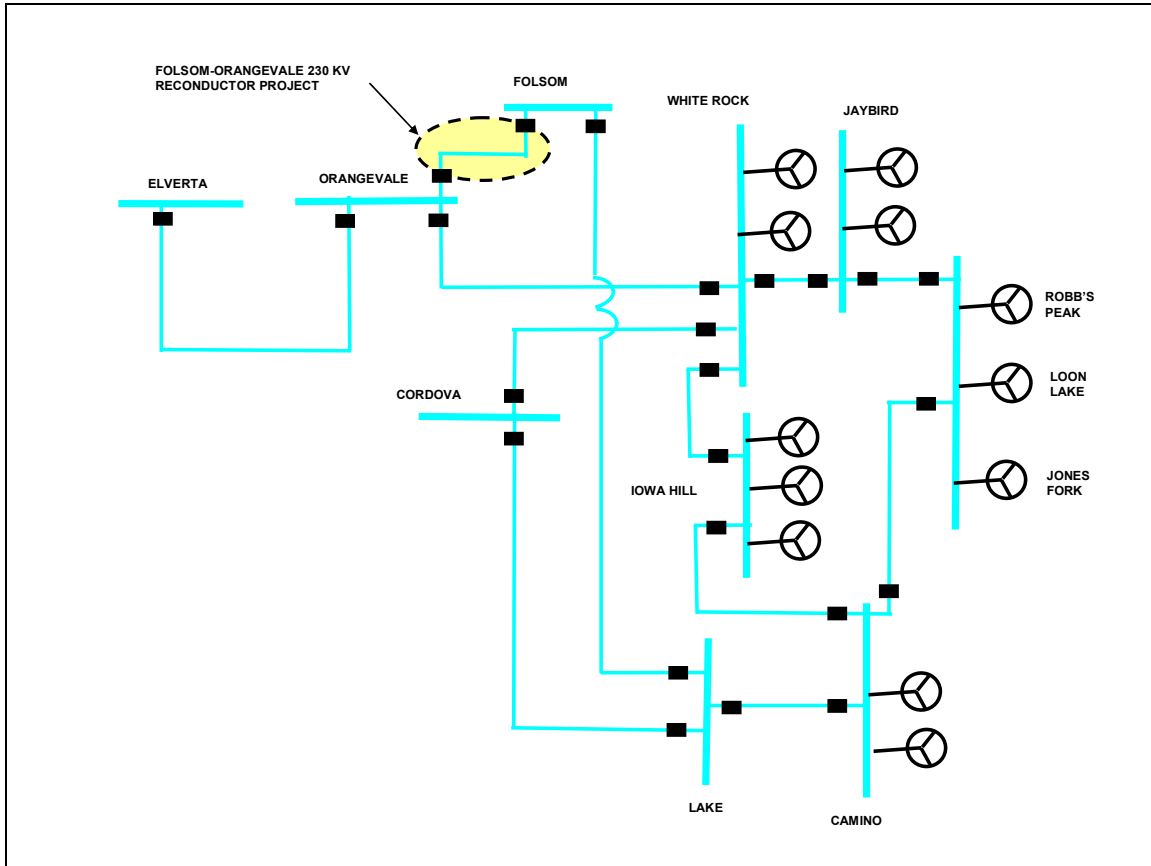 FOLSOM-ORANGEVALE 230 KV
RECONDUCTOR PROJECT
FOLSOM
WHITE ROCK
JAYBIRD
ELVERTA
ORANGEVALE
ROBB'S
PEAK
LOON
LAKE
CORDOVA
JONES
FORK
IOWA HILL
LAKE
CAMINO